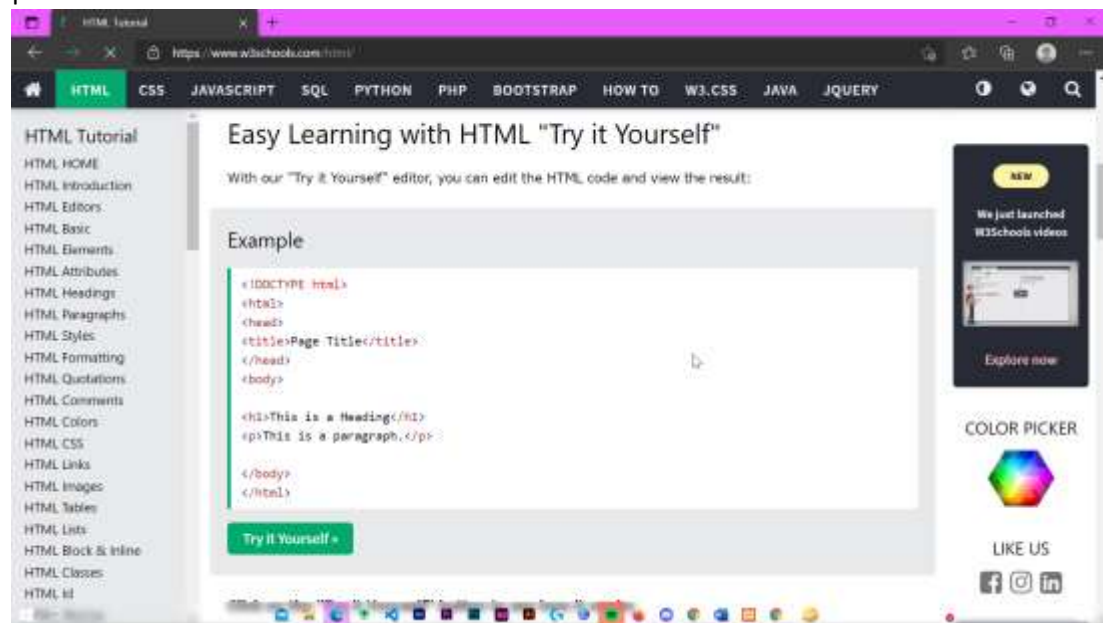 HTML Tutorial
https://www.w3schools.com/html/
HTML CSS JAVASCRIPT SQL PYTHON PHP BOOTSTRAP HOW TO W3.CSS JAVA JQUERY
HTML Tutorial
HTML HOME
HTML Introduction
HTML Editors
HTML Basic
HTML Elements
HTML Attributes
HTML Headings
HTML Paragraphs
HTML Styles
HTML Formatting
HTML Quotations
HTML Comments
HTML Colors
HTML CSS
HTML Links
HTML Images
HTML Tables
HTML Lists
HTML Block & Inline
HTML Classes
HTML Id
Easy Learning with HTML "Try it Yourself"
With our "Try it Yourself" editor, you can edit the HTML code and view the result:
Example
<!DOCTYPE html>
<html>
<head>
<title>Page Title</title>
</head>
<body>
<h1>This is a Heading</h1>
<p>This is a paragraph.</p>
</body>
</html>
Try it Yourself »
NEW
We just launched
W3Schools videos
Explore now
COLOR PICKER
LIKE US